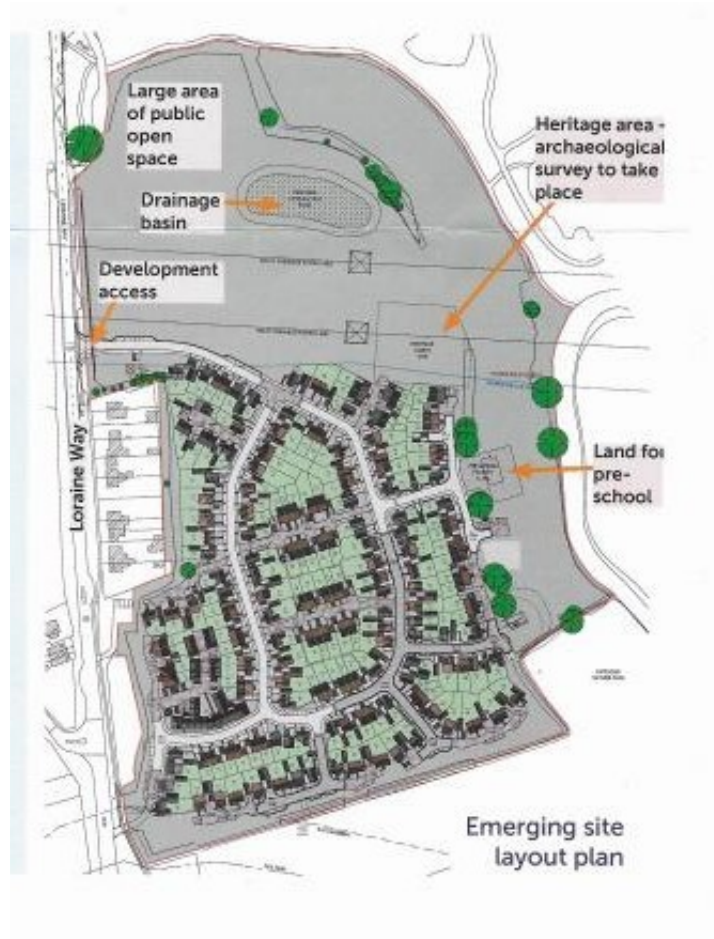 Large area
of public
open
space
Heritage area -
archaeological
survey to take
place
Drainage
basin
Development
access
Loraine Way
Land for
pre-
school
Emerging site
layout plan